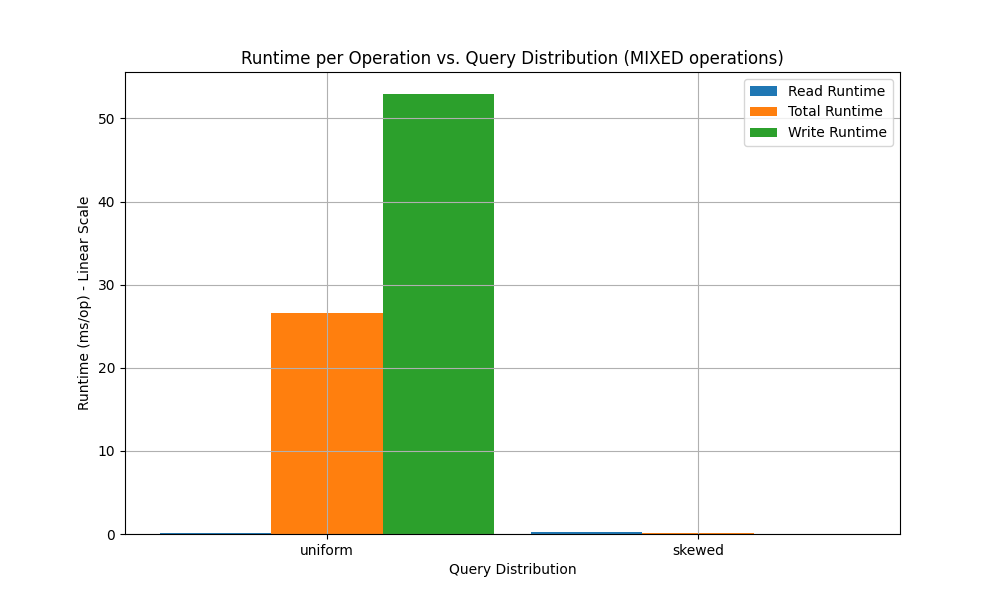 Runtime per Operation vs. Query Distribution (MIXED operations)
Read Runtime
Total Runtime
Write Runtime
Runtime (ms/op) - Linear Scale
50
40
30
20
10
0
uniform
skewed
Query Distribution